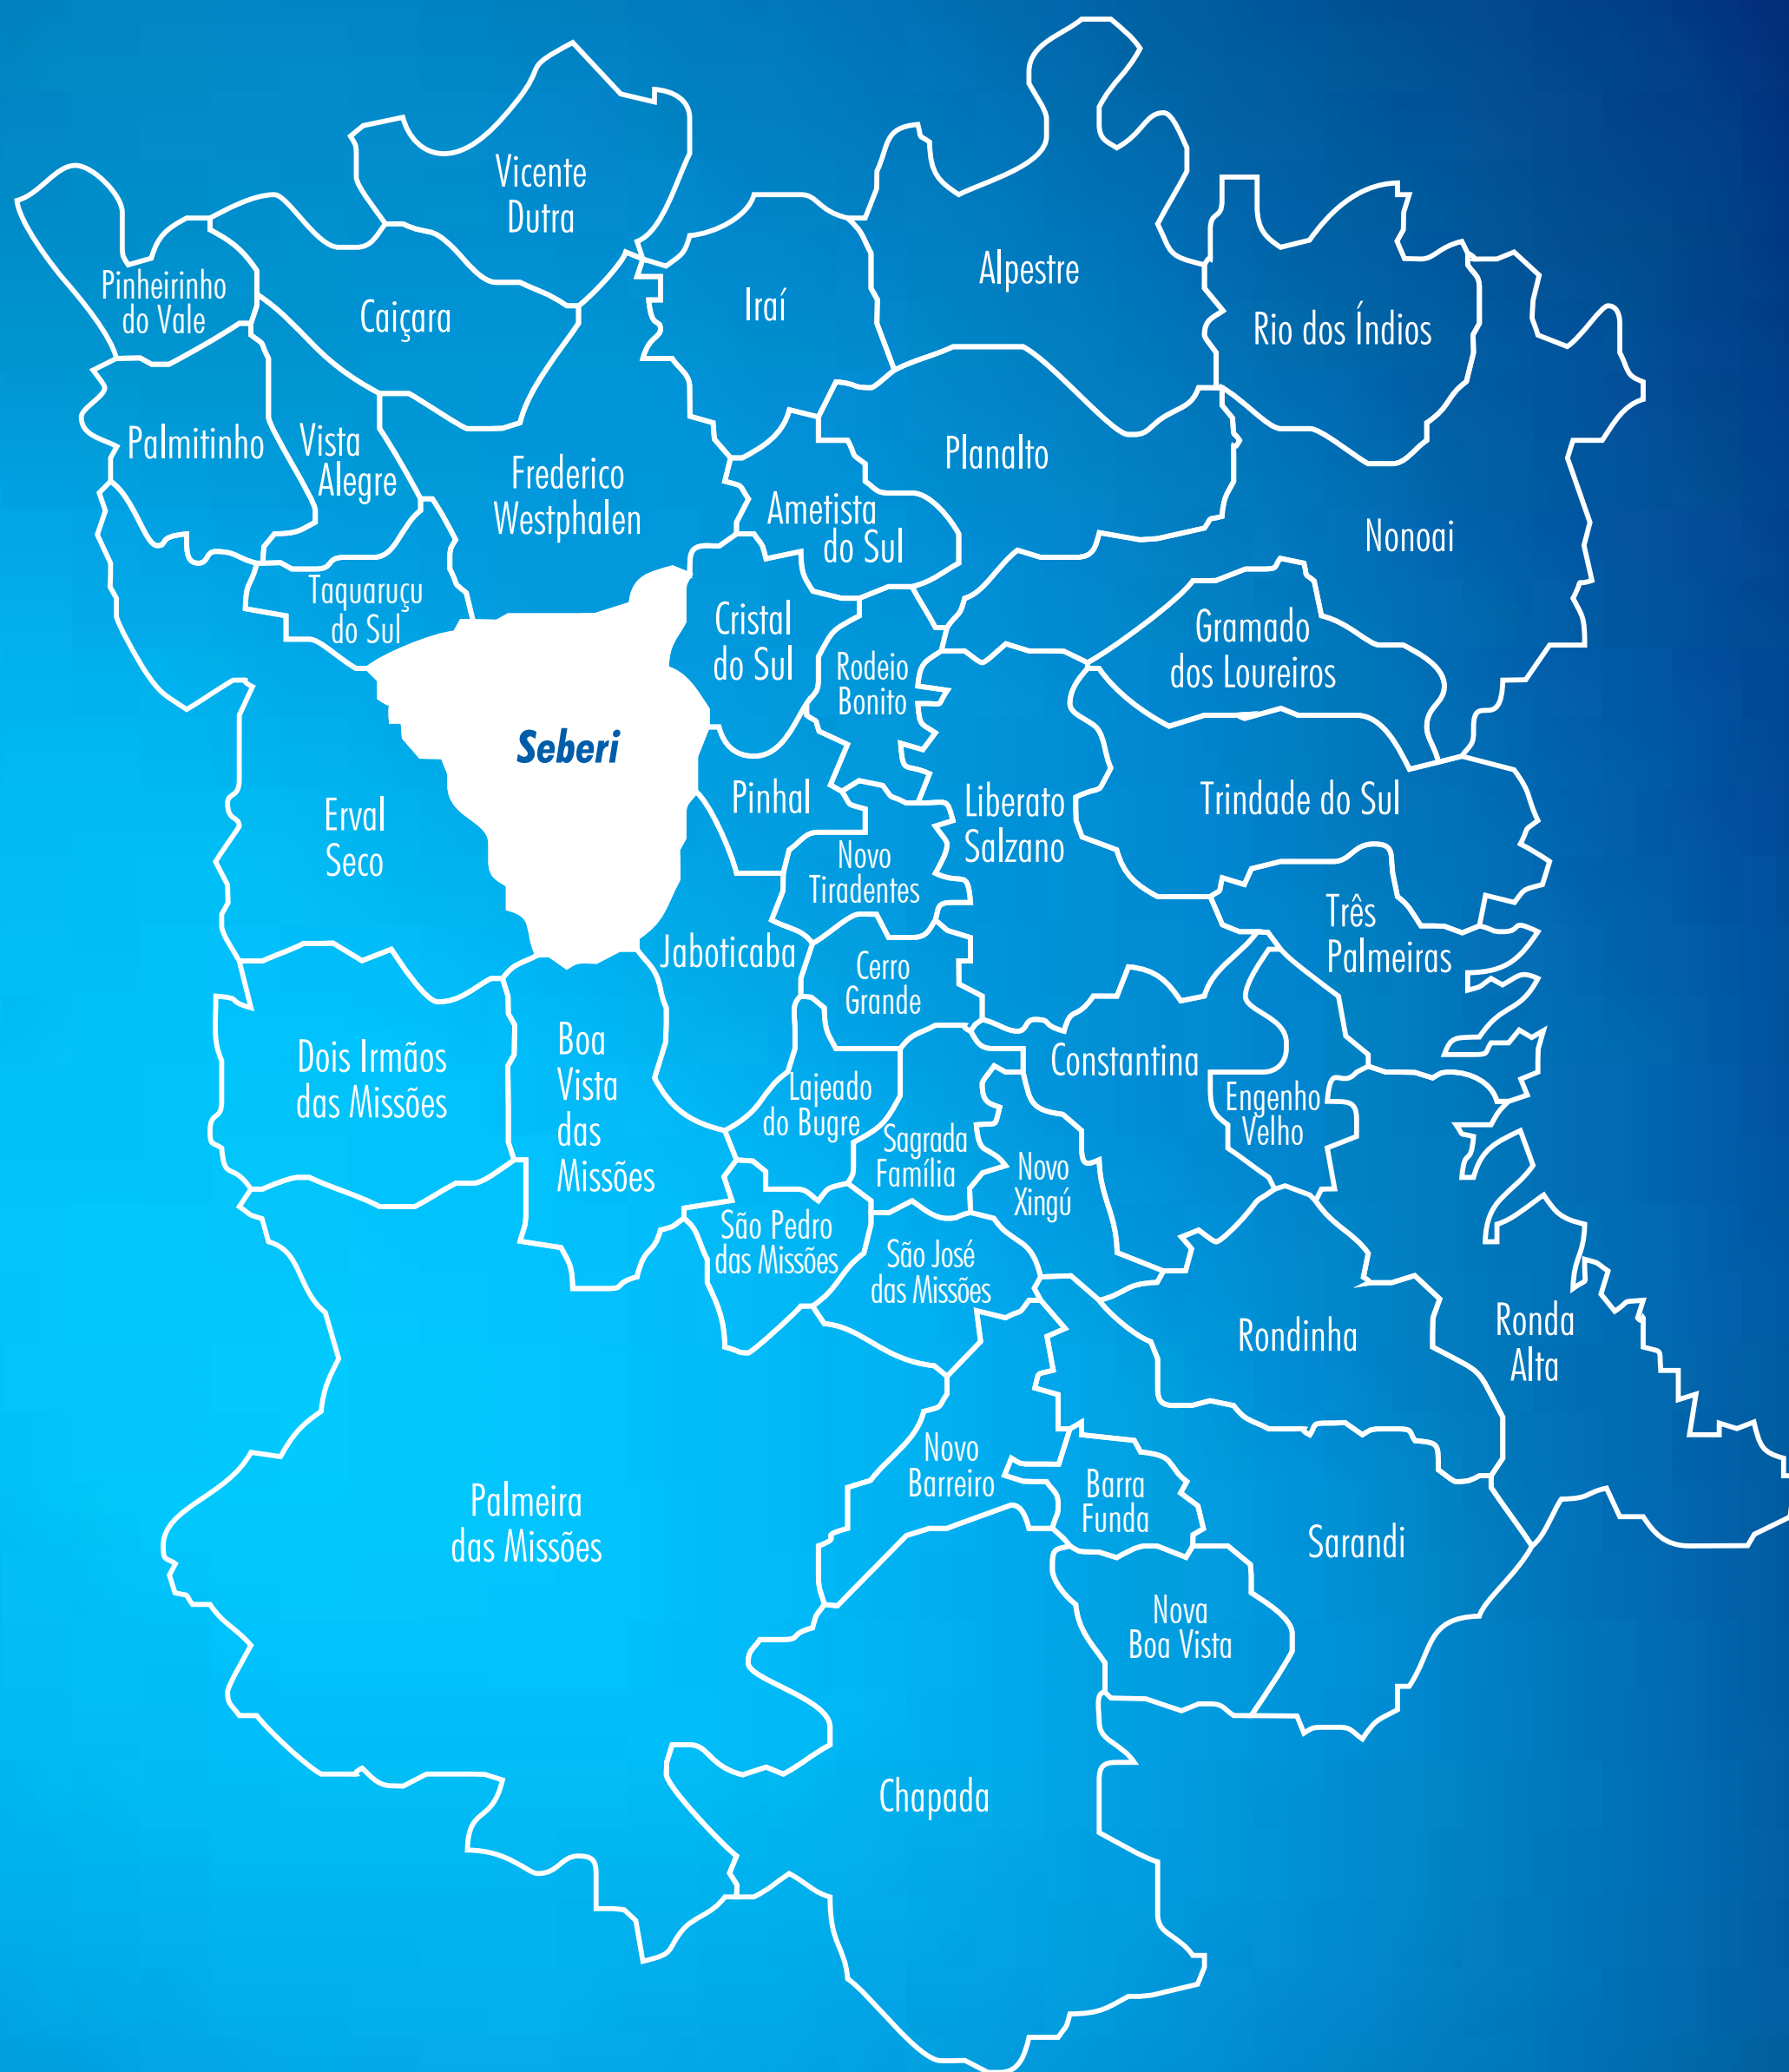 Vicente
Dutra
Alpestre
Pinheirinho
do Vale
Caiçara
Iraí
Rio dos Índios
Palmitinho
Vista
Alegre
Frederico
Westphalen
Planalto
Ametista
do Sul
Nonoai
Taquaruçu
do Sul
Cristal
do Sul
Rodeio
Bonito
Gramado
dos Loureiros
Seberi
Pinhal
Liberato
Salzano
Trindade do Sul
Erval
Seco
Novo
Tiradentes
Três
Palmeiras
Jaboticaba
Cerro
Grande
Dois Irmãos
das Missões
Boa
Vista
das
Missões
Constantina
Lajeado
do Bugre
Engenho
Velho
Sagrada
Família
Novo
Xingú
São Pedro
das Missões
São José
das Missões
Rondinha
Ronda
Alta
Novo
Barreiro
Barra
Funda
Palmeira
das Missões
Sarandi
Nova
Boa Vista
Chapada